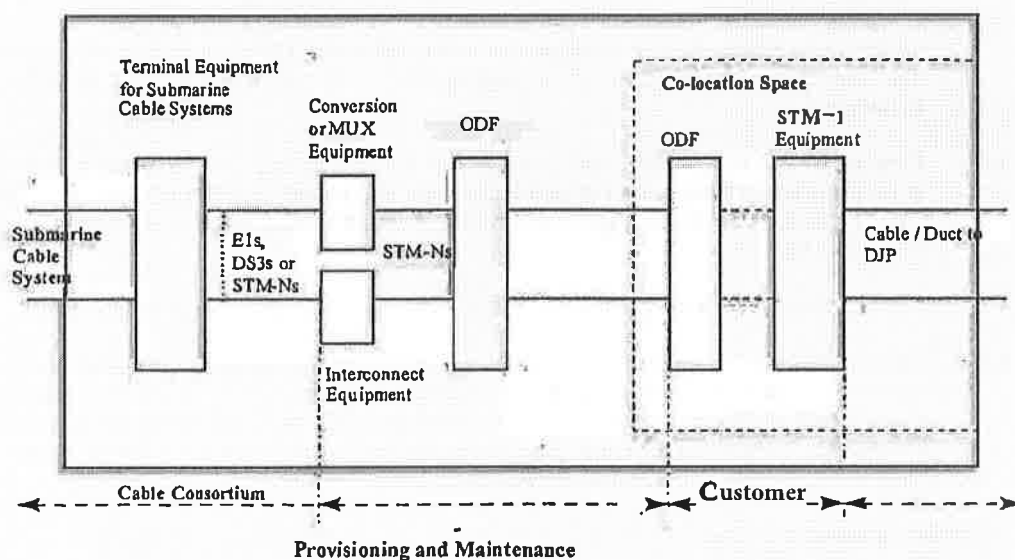 Terminal Equipment
for Submarine
Cable Systems
Conversion
or MUX
Equipment
ODF
Co-location Space
ODF
STM-1
Equipment
Submarine
Cable
System
E1s,
DS3s or
STM-Ns
STM-Ns
Cable / Duct to
DJP
Interconnect
Equipment
Cable Consortium
Customer
Provisioning and Maintenance